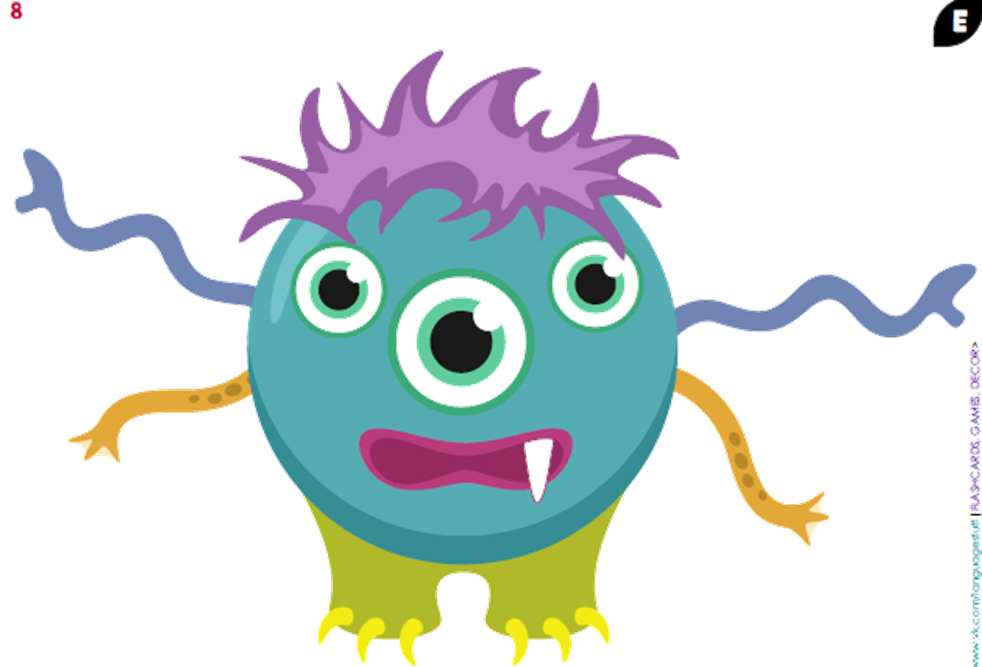 8
E
www.vk.com/languagestuff | FLASHCARDS, GAMES, DECOR>